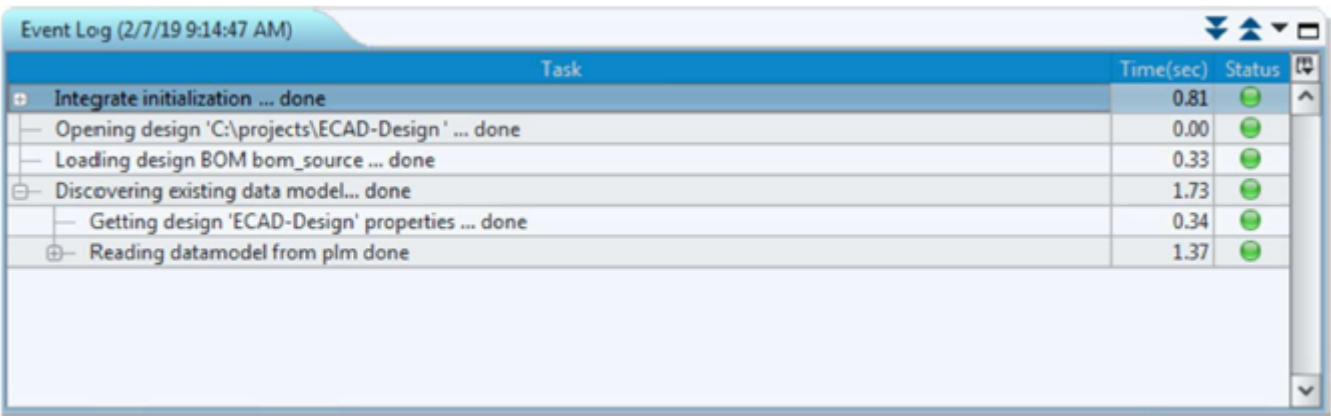 Event Log (2/7/19 9:14:47 AM)
Task Time(sec) Status
Integrate initialization ... done 0.81
Opening design 'C:\projects\ECAD-Design ' ... done 0.00
Loading design BOM bom_source ... done 0.33
Discovering existing data model... done 1.73
Getting design 'ECAD-Design' properties ... done 0.34
Reading datamodel from plm done 1.37